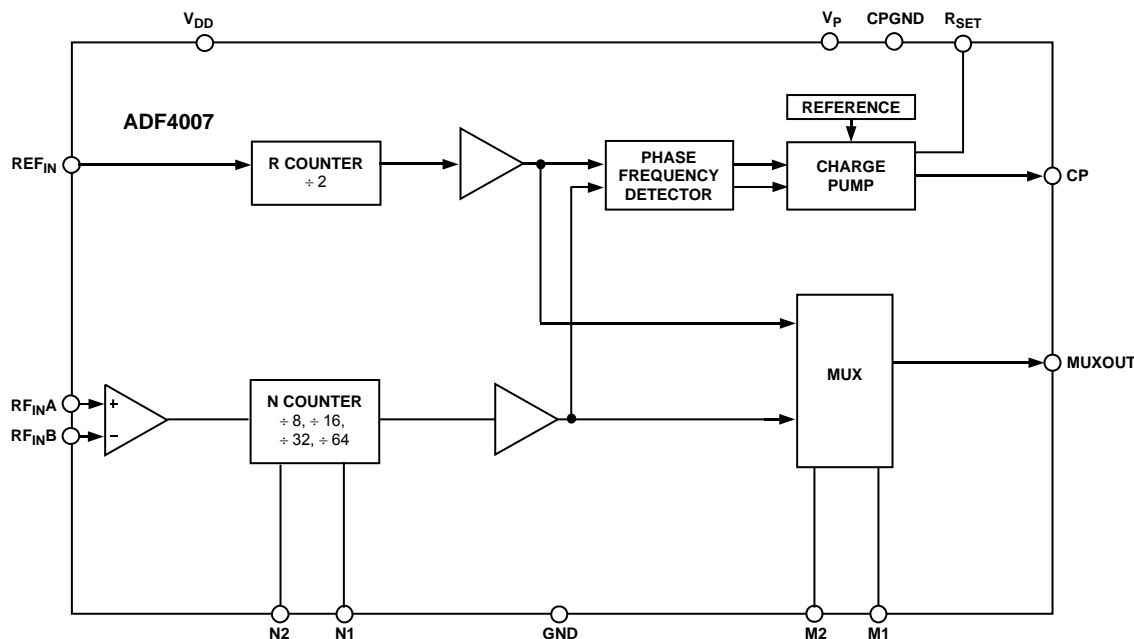 VDD
VP
CPGND
RSET
ADF4007
REFERENCE
REFIN
R COUNTER
÷ 2
PHASE
FREQUENCY
DETECTOR
CHARGE
PUMP
CP
MUX
MUXOUT
RFINA
+
RFINB
−
N COUNTER
÷ 8, ÷ 16,
÷ 32, ÷ 64
N2
N1
GND
M2
M1